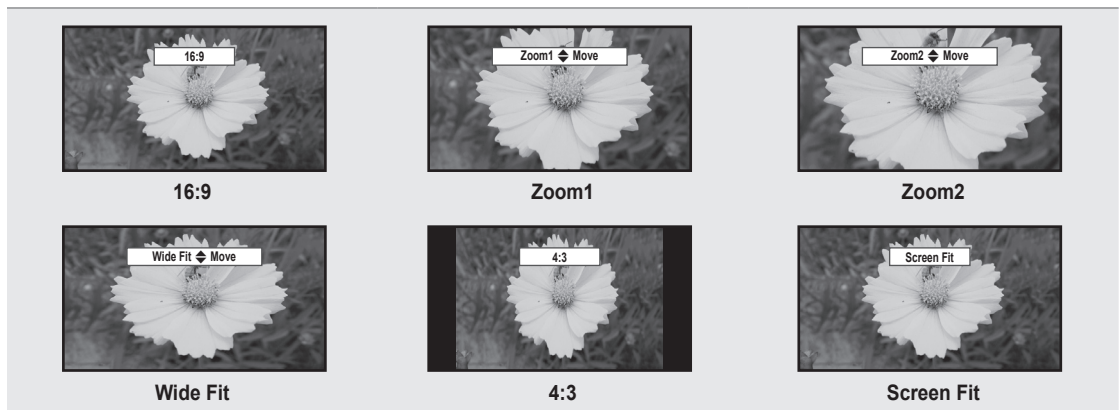 16:9
Zoom1 Move
Zoom2 Move
16:9
Zoom1
Zoom2
Wide Fit Move
4:3
Screen Fit
Wide Fit
4:3
Screen Fit